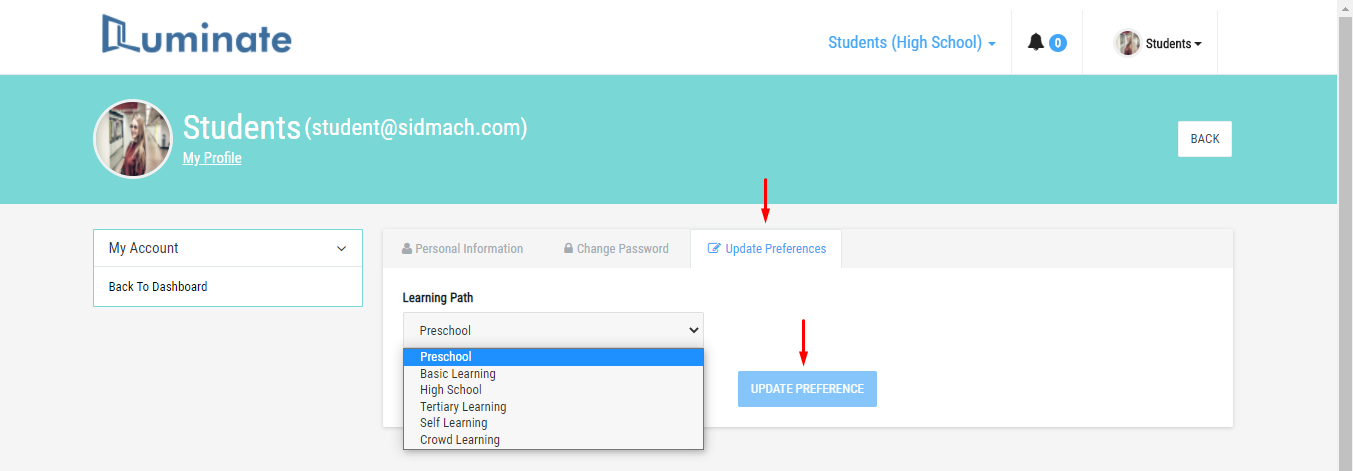 Luminate
Students (High School)
0
Students
Students (student@sidmach.com)
My Profile
BACK
My Account
Back To Dashboard
Personal Information
Change Password
Update Preferences
Learning Path
Preschool
Preschool
Basic Learning
High School
Tertiary Learning
Self Learning
Crowd Learning
UPDATE PREFERENCE